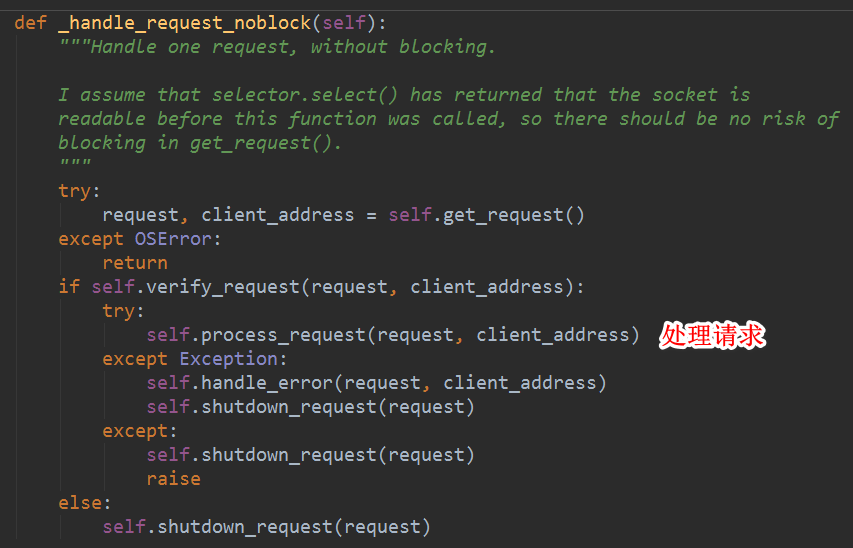 def _handle_request_noblock(self):
    """Handle one request, without blocking.

    I assume that selector.select() has returned that the socket is
    readable before this function was called, so there should be no risk of
    blocking in get_request().
    """
    try:
        request, client_address = self.get_request()
    except OSError:
        return
    if self.verify_request(request, client_address):
        try:
            self.process_request(request, client_address) 处理请求
        except Exception:
            self.handle_error(request, client_address)
            self.shutdown_request(request)
        except:
            self.shutdown_request(request)
            raise
    else:
        self.shutdown_request(request)